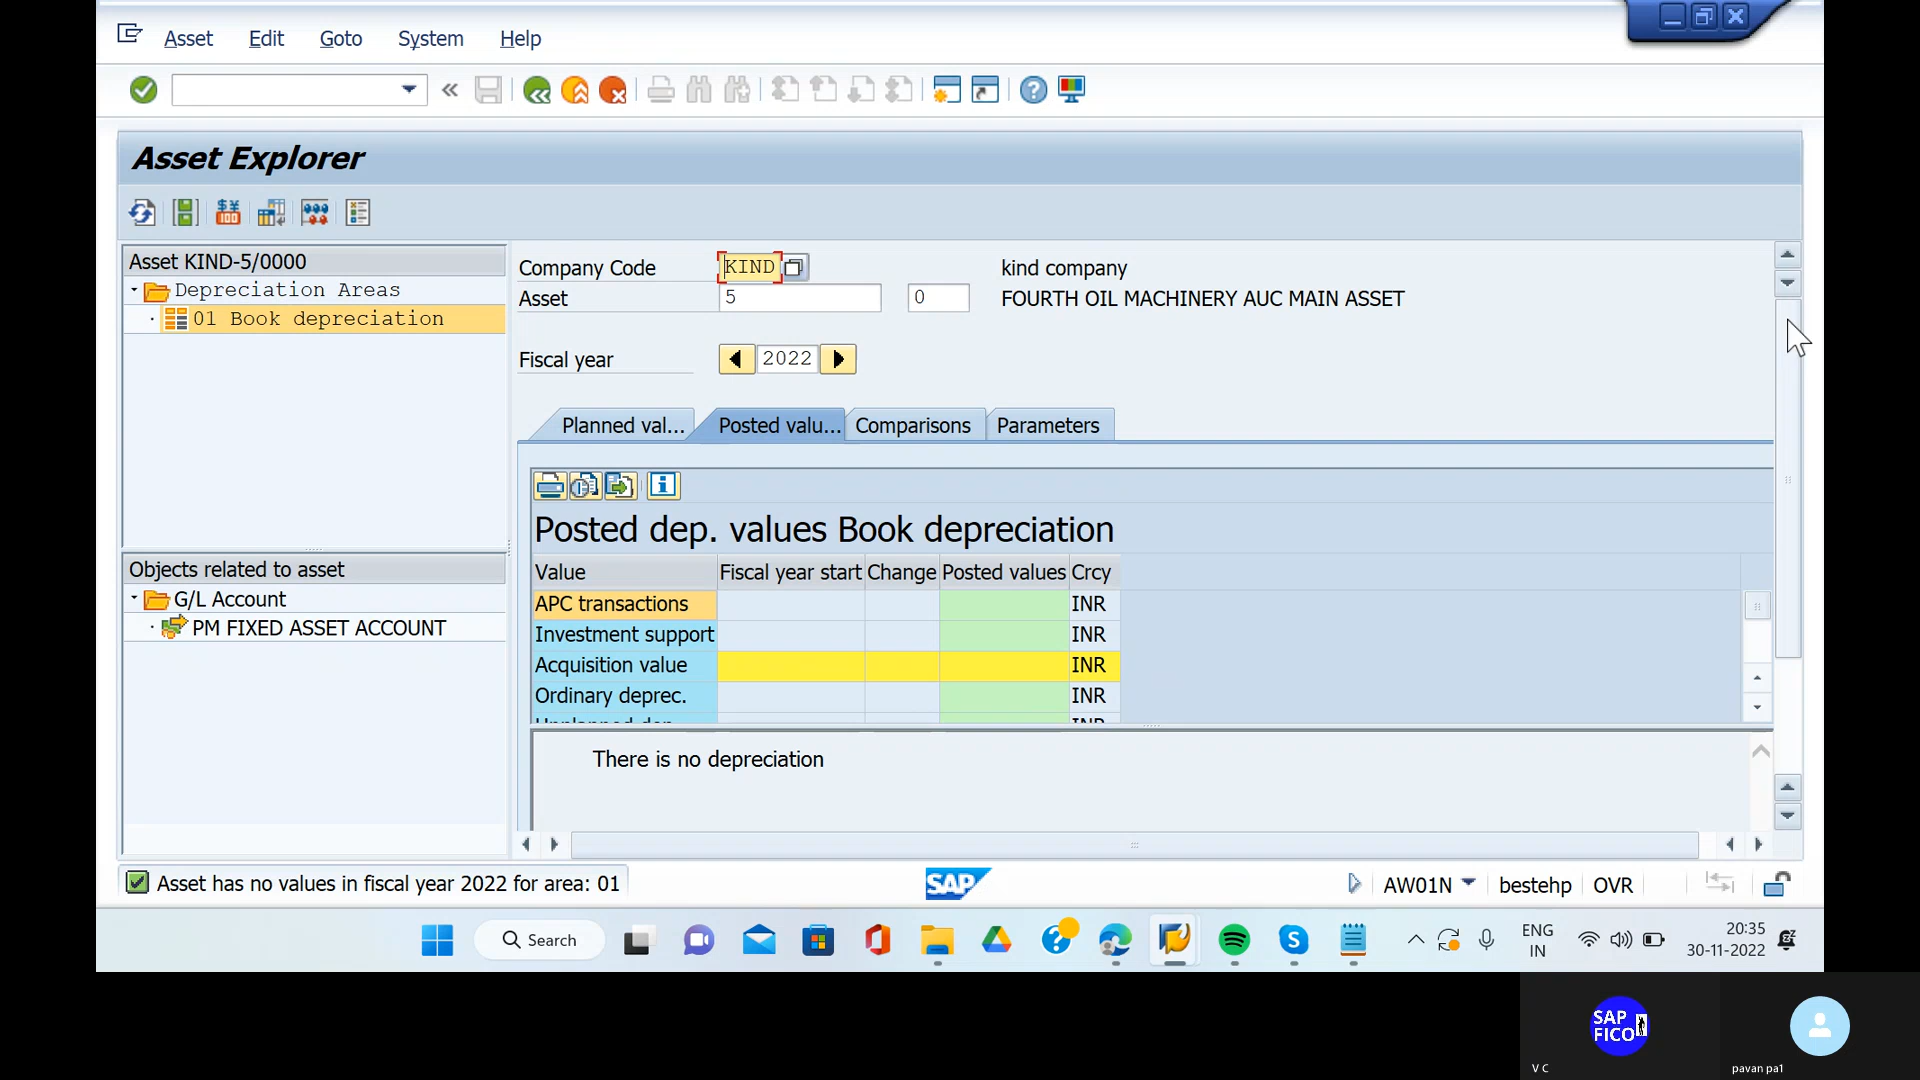 Asset Edit Goto System Help
Asset Explorer
Asset KIND-5/0000
Depreciation Areas
01 Book depreciation
Objects related to asset
G/L Account
PM FIXED ASSET ACCOUNT
Company Code KIND kind company
Asset 5 0 FOURTH OIL MACHINERY AUC MAIN ASSET
Fiscal year 2022
Planned val... Posted valu... Comparisons Parameters
Posted dep. values Book depreciation
Value Fiscal year start Change Posted values Crcy
APC transactions INR
Investment support INR
Acquisition value INR
Ordinary deprec. INR
There is no depreciation
Asset has no values in fiscal year 2022 for area: 01
SAP
AW01N bestehp OVR
Search
ENG
IN
20:35
30-11-2022
SAP
FICO
V C
pavan pa1